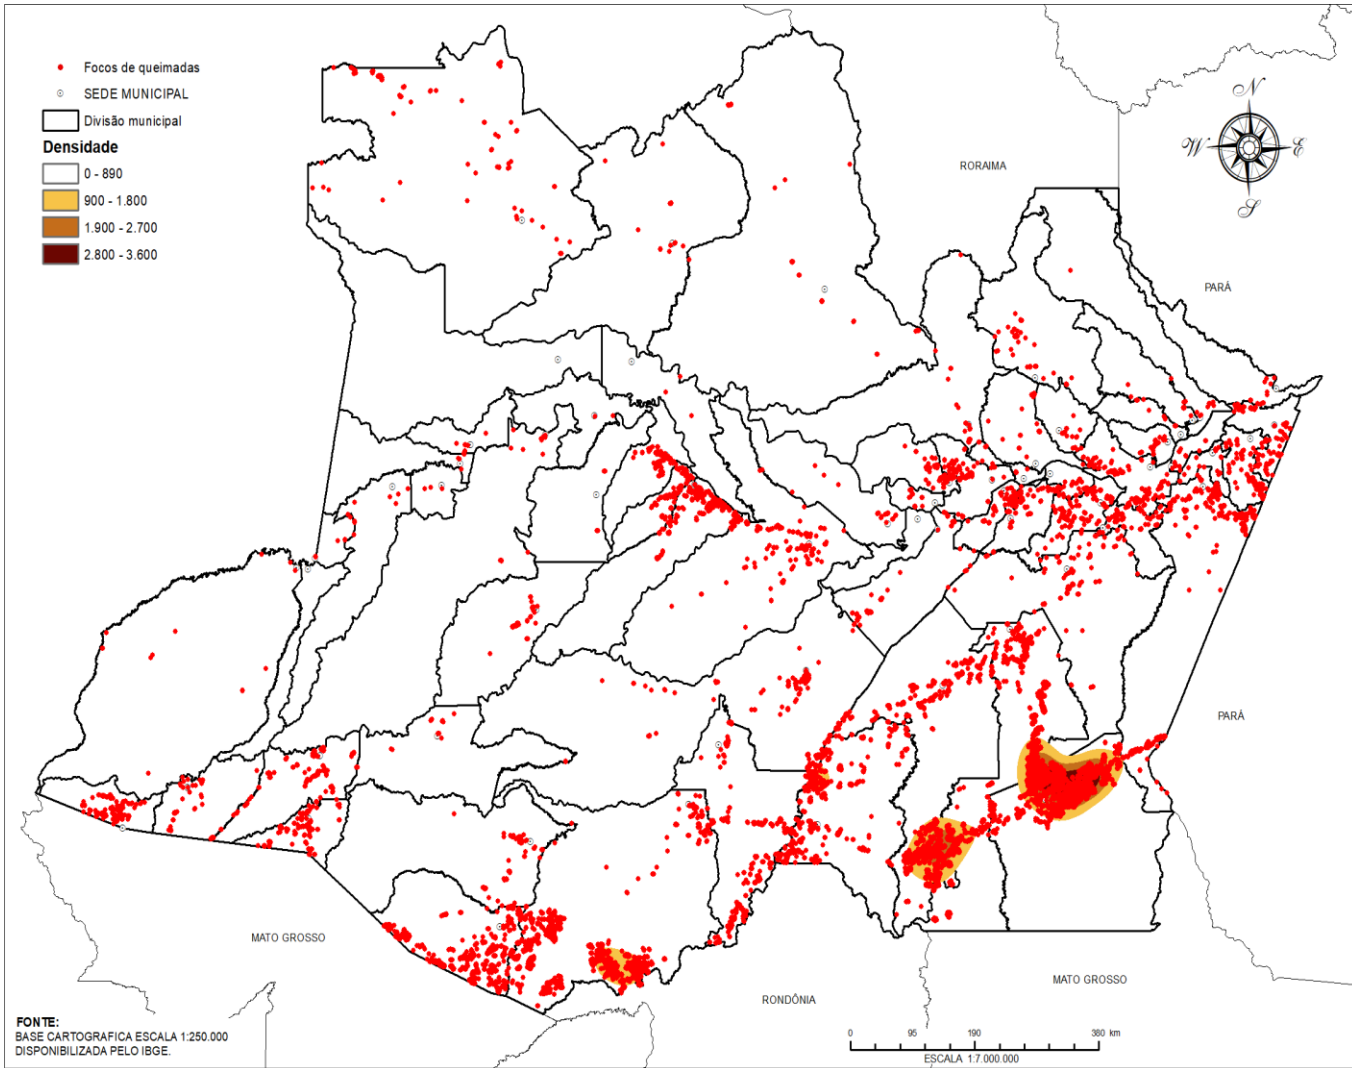 Focos de queimadas
SEDE MUNICIPAL
Divisão municipal
Densidade
0 - 890
900 - 1.800
1.900 - 2.700
2.800 - 3.600
N
W
E
S
RORAIMA
PARÁ
PARÁ
MATO GROSSO
RONDÔNIA
MATO GROSSO
FONTE:
BASE CARTOGRAFICA ESCALA 1:250.000
DISPONIBILIZADA PELO IBGE.
0 95 190 380 km
ESCALA 1:7.000.000